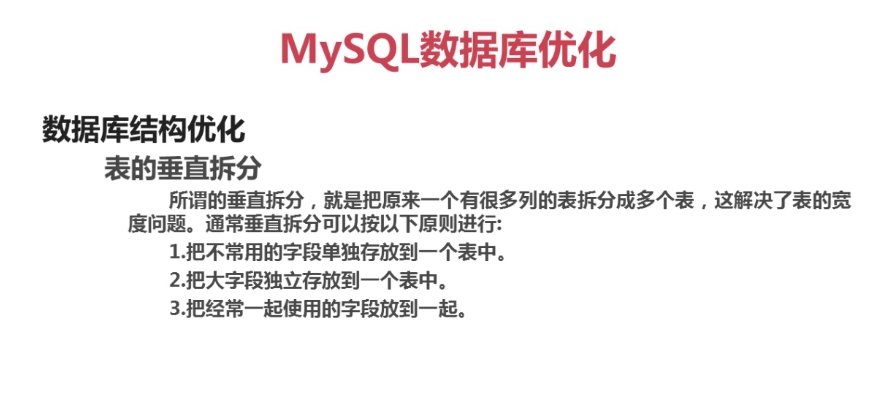 MySQL数据库优化
数据库结构优化
表的垂直拆分
所谓的垂直拆分，就是把原来一个有很多列的表拆分成多个表，这解决了表的宽
度问题。通常垂直拆分可以按以下原则进行:
1.把不常用的字段单独存放到一个表中。
2.把大字段独立存放到一个表中。
3.把经常一起使用的字段放到一起。